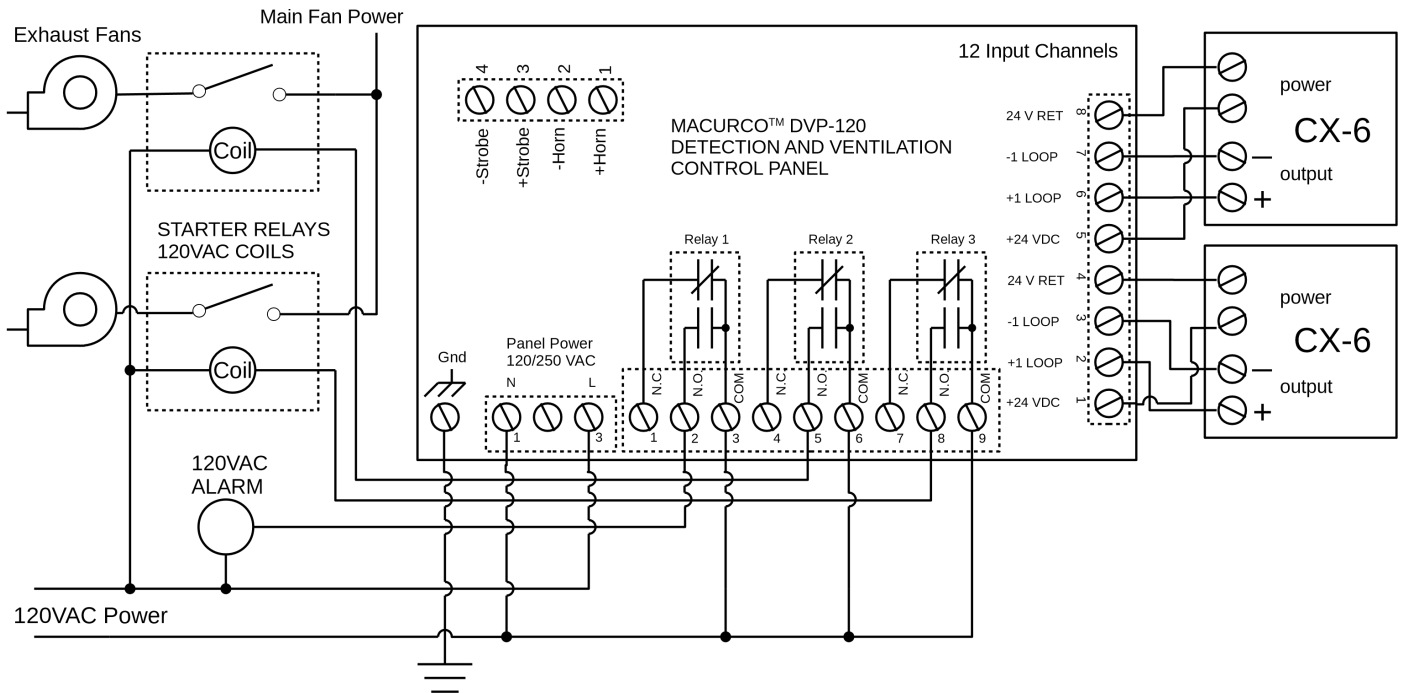 Main Fan Power
Exhaust Fans
Coil
STARTER RELAYS
120VAC COILS
Coil
120VAC
ALARM
120VAC Power
4
3
2
1
-Strobe
+Strobe
-Horn
+Horn
MACURCO™ DVP-120
DETECTION AND VENTILATION
CONTROL PANEL
12 Input Channels
24 V RET 8
-1 LOOP 7
+1 LOOP 6
+24 VDC 5
24 V RET 4
-1 LOOP 3
+1 LOOP 2
+24 VDC 1
Relay 1
Relay 2
Relay 3
Gnd
Panel Power
120/250 VAC
N L
1 3
N.C. N.O. COM N.C. N.O. COM N.C. N.O. COM
1 2 3 4 5 6 7 8 9
power
CX-6
—
output
+
power
CX-6
—
output
+